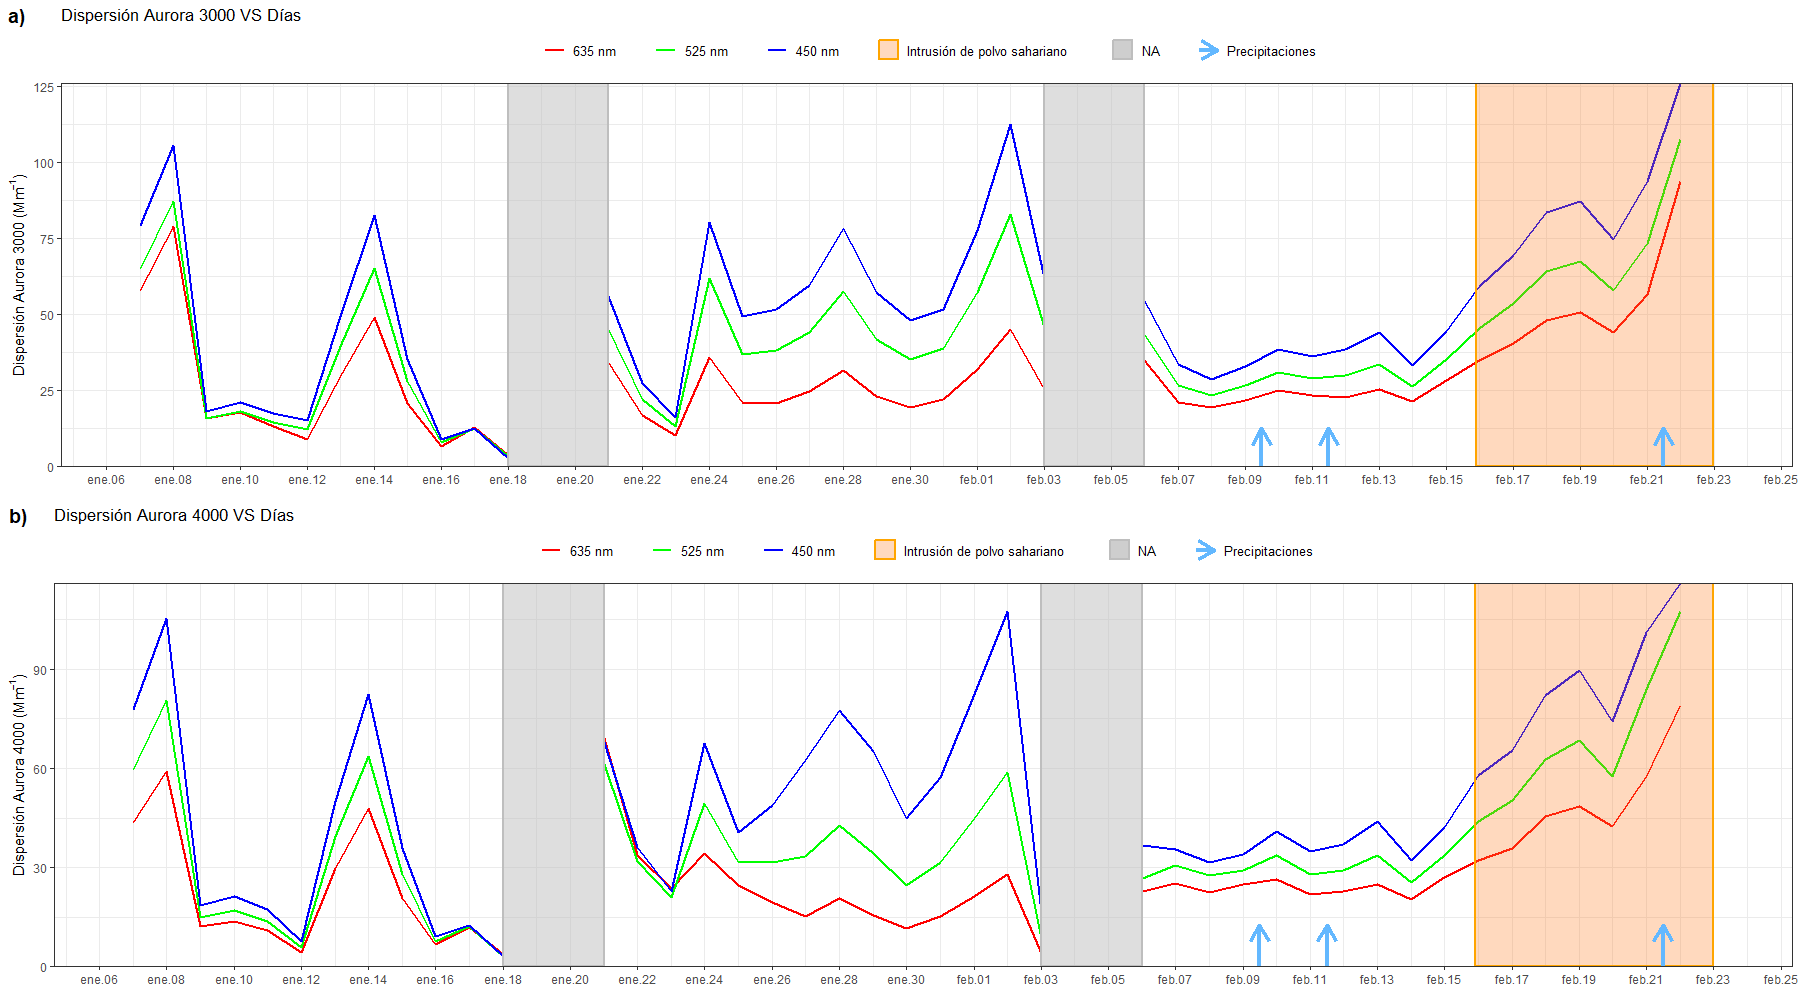 a) Dispersión Aurora 3000 VS Días
635 nm 525 nm 450 nm Intrusión de polvo sahariano NA Precipitaciones
Dispersión Aurora 3000 (Mm⁻¹)
125
100
75
50
25
0
ene.06 ene.08 ene.10 ene.12 ene.14 ene.16 ene.18 ene.20 ene.22 ene.24 ene.26 ene.28 ene.30 feb.01 feb.03 feb.05 feb.07 feb.09 feb.11 feb.13 feb.15 feb.17 feb.19 feb.21 feb.23 feb.25
b) Dispersión Aurora 4000 VS Días
635 nm 525 nm 450 nm Intrusión de polvo sahariano NA Precipitaciones
Dispersión Aurora 4000 (Mm⁻¹)
90
60
30
0
ene.06 ene.08 ene.10 ene.12 ene.14 ene.16 ene.18 ene.20 ene.22 ene.24 ene.26 ene.28 ene.30 feb.01 feb.03 feb.05 feb.07 feb.09 feb.11 feb.13 feb.15 feb.17 feb.19 feb.21 feb.23 feb.25